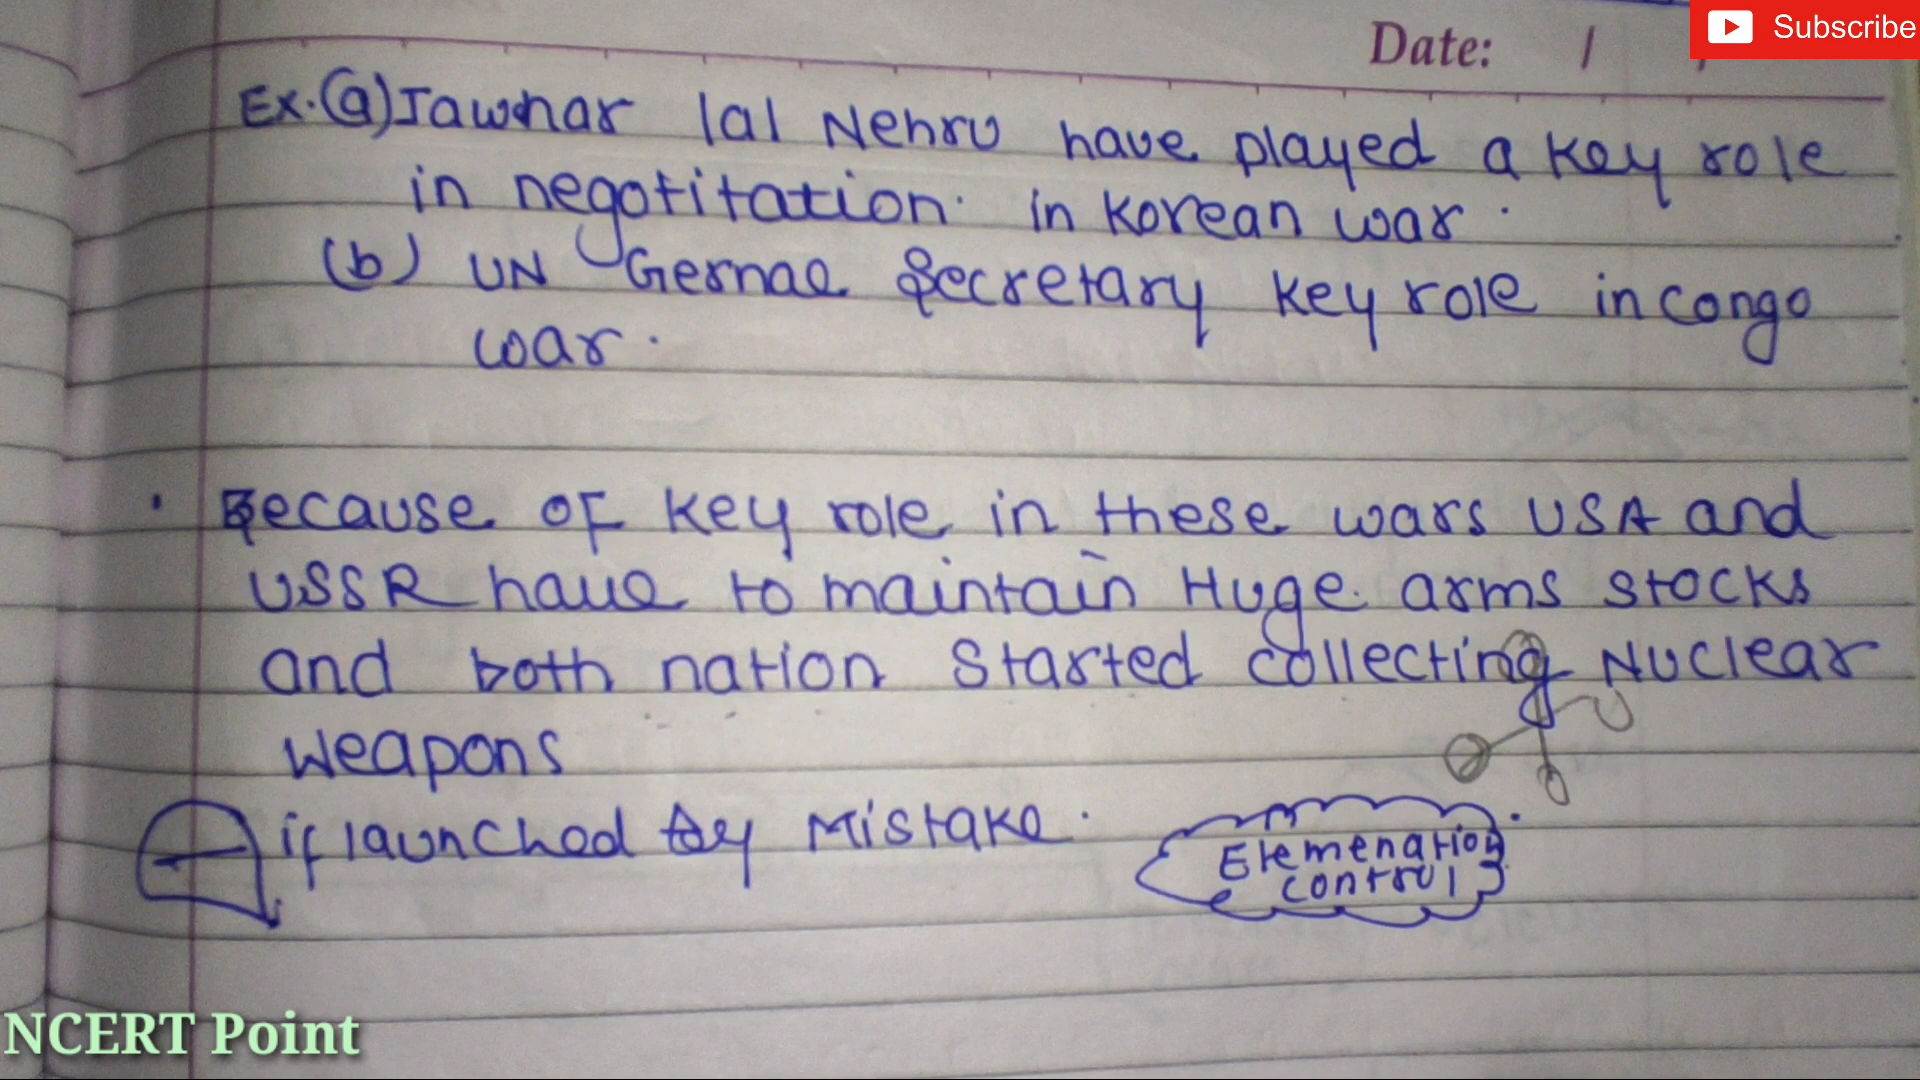 Subscribe
Date: / /
Ex. (a) Jawhar lal Nehru have played a key role
in negotitation. in Korean war.
(b) UN Gernal Secretary key role in congo
war.
. Because of key role in these wars USA and
USSR have to maintain Huge arms stocks
and both nation started collecting Nuclear
weapons
if launched by Mistake.
Elemenation
control
NCERT Point